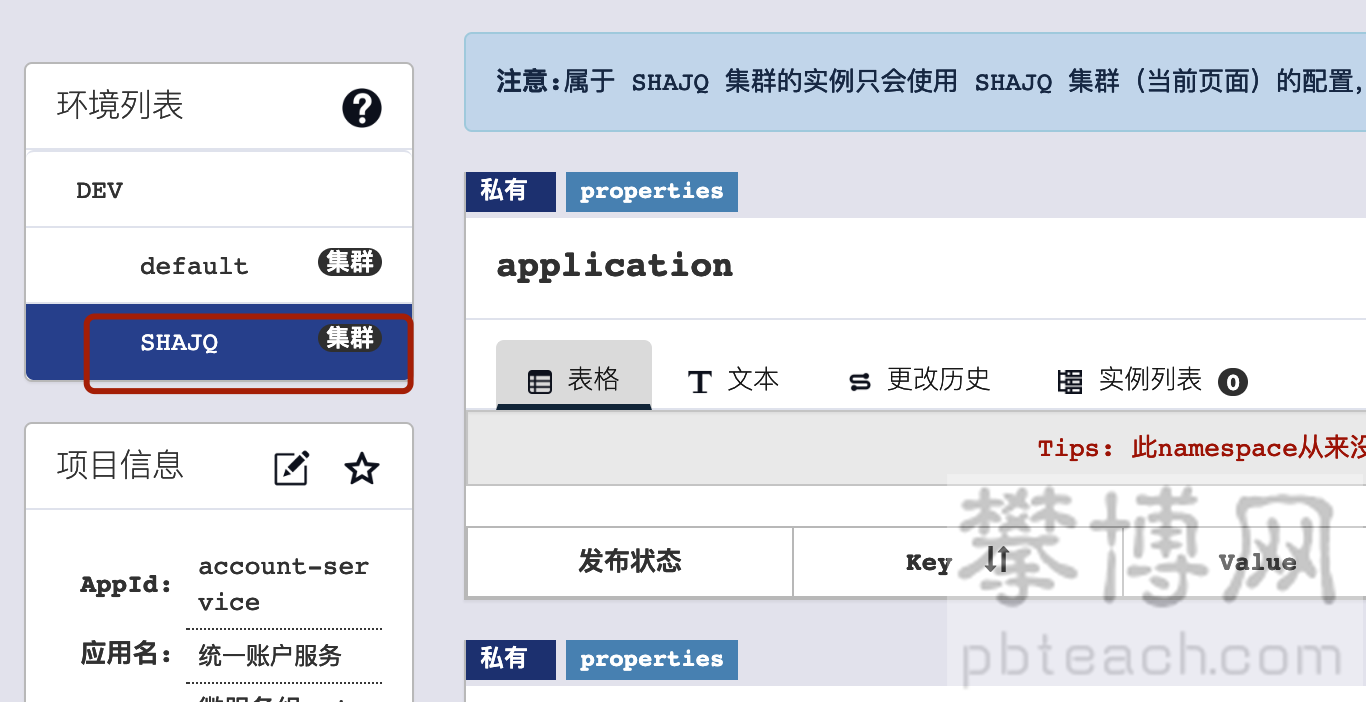 环境列表
DEV
default 集群
SHAJQ 集群
项目信息
AppId: account-ser
vice
应用名: 统一账户服务
注意:属于 SHAJQ 集群的实例只会使用 SHAJQ 集群（当前页面）的配置,
私有 properties
application
表格 文本 更改历史 实例列表 0
Tips: 此namespace从来没
发布状态 Key Value
攀博网
pbteach.com
私有 properties